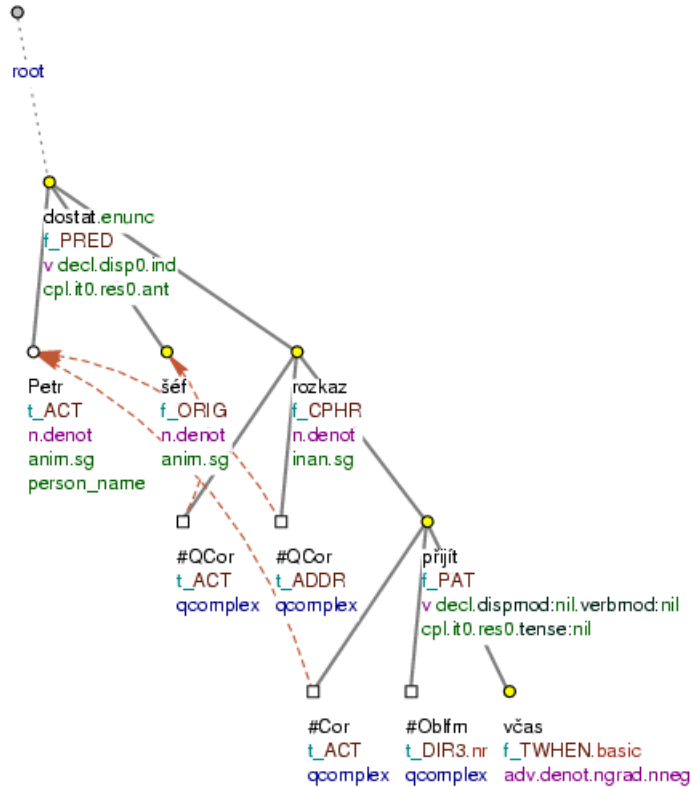 root
dostat.enunc
f_PRED
v decl.disp0.ind
cpl.it0.res0.ant
Petr
t_ACT
n.denot
anim.sg
person_name
šéf
f_ORIG
n.denot
anim.sg
rozkaz
f_CPHR
n.denot
inan.sg
#QCor
t_ACT
qcomplex
#QCor
t_ADDR
qcomplex
přijít
f_PAT
v decl.dispmod:nil.verbmod:nil
cpl.it0.res0.tense:nil
#Cor
t_ACT
qcomplex
#Oblfm
t_DIR3.nr
qcomplex
včas
f_TWHEN.basic
adv.denot.ngrad.nneg